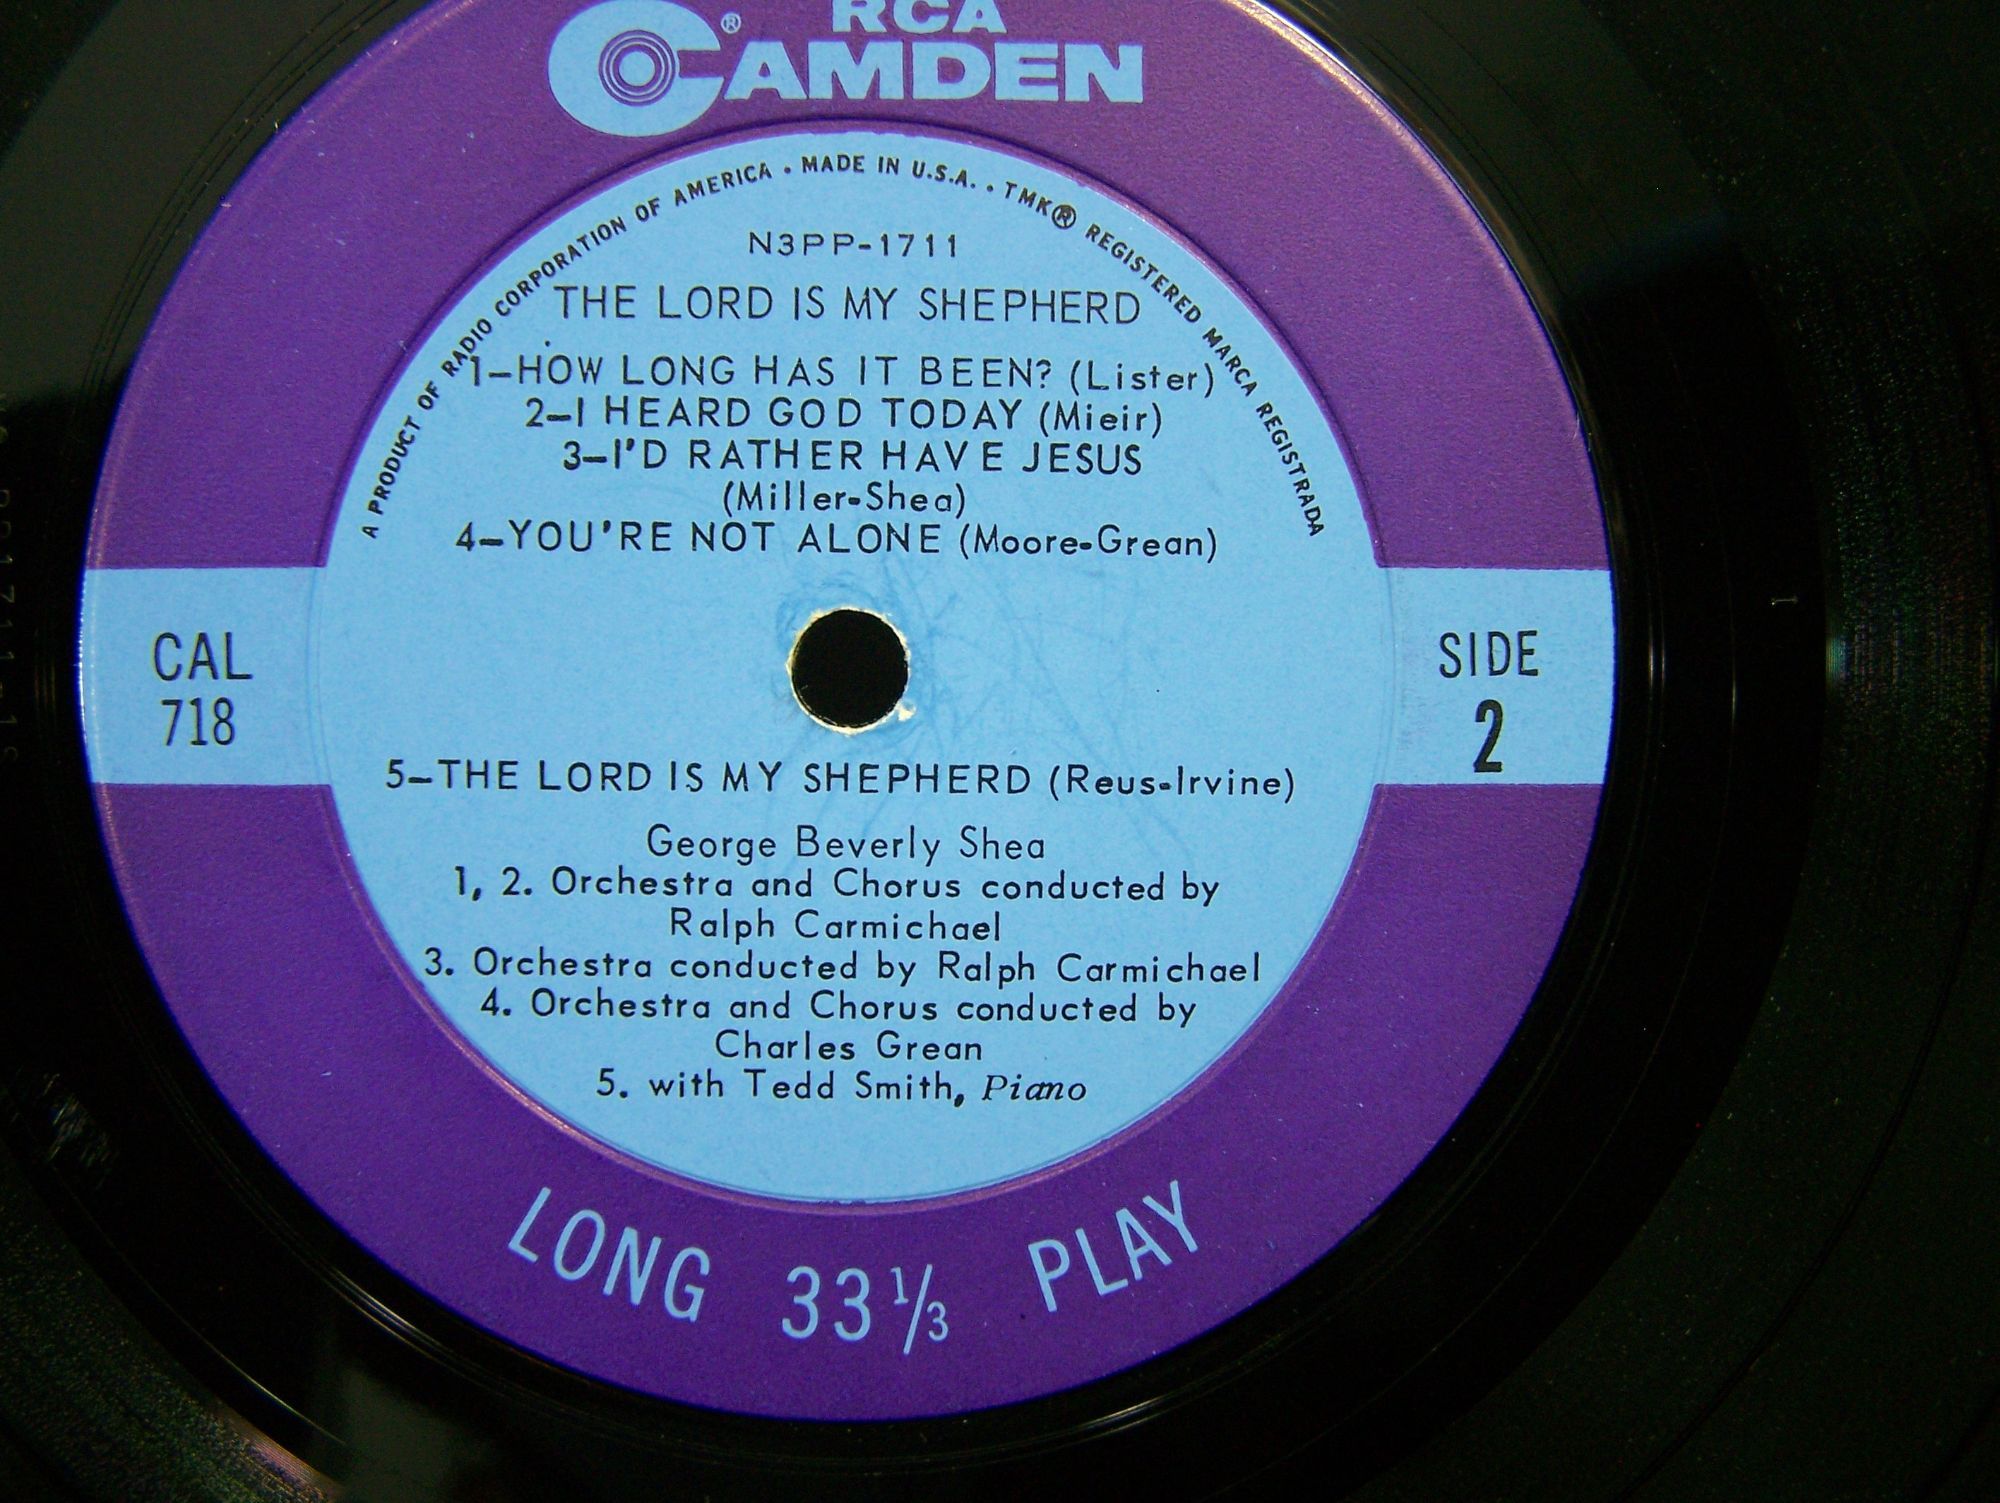 RCA
CAMDEN ®
A PRODUCT OF RADIO CORPORATION OF AMERICA • MADE IN U.S.A. • TMK® REGISTERED MARCA REGISTRADA
N3PP-1711
THE LORD IS MY SHEPHERD
1-HOW LONG HAS IT BEEN? (Lister)
2-I HEARD GOD TODAY (Mieir)
3-I'D RATHER HAVE JESUS
(Miller-Shea)
4-YOU'RE NOT ALONE (Moore-Grean)
CAL
718
SIDE
2
5-THE LORD IS MY SHEPHERD (Reus-Irvine)
George Beverly Shea
1, 2. Orchestra and Chorus conducted by
Ralph Carmichael
3. Orchestra conducted by Ralph Carmichael
4. Orchestra and Chorus conducted by
Charles Grean
5. with Tedd Smith, Piano
LONG 33 1/3 PLAY